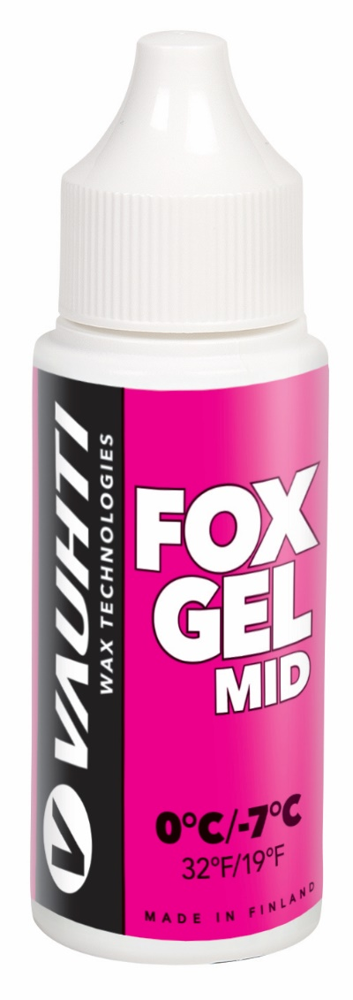 VAUHTI
WAX TECHNOLOGIES
FOX
GEL
MID
0°C/-7°C
32°F/19°F
MADE IN FINLAND